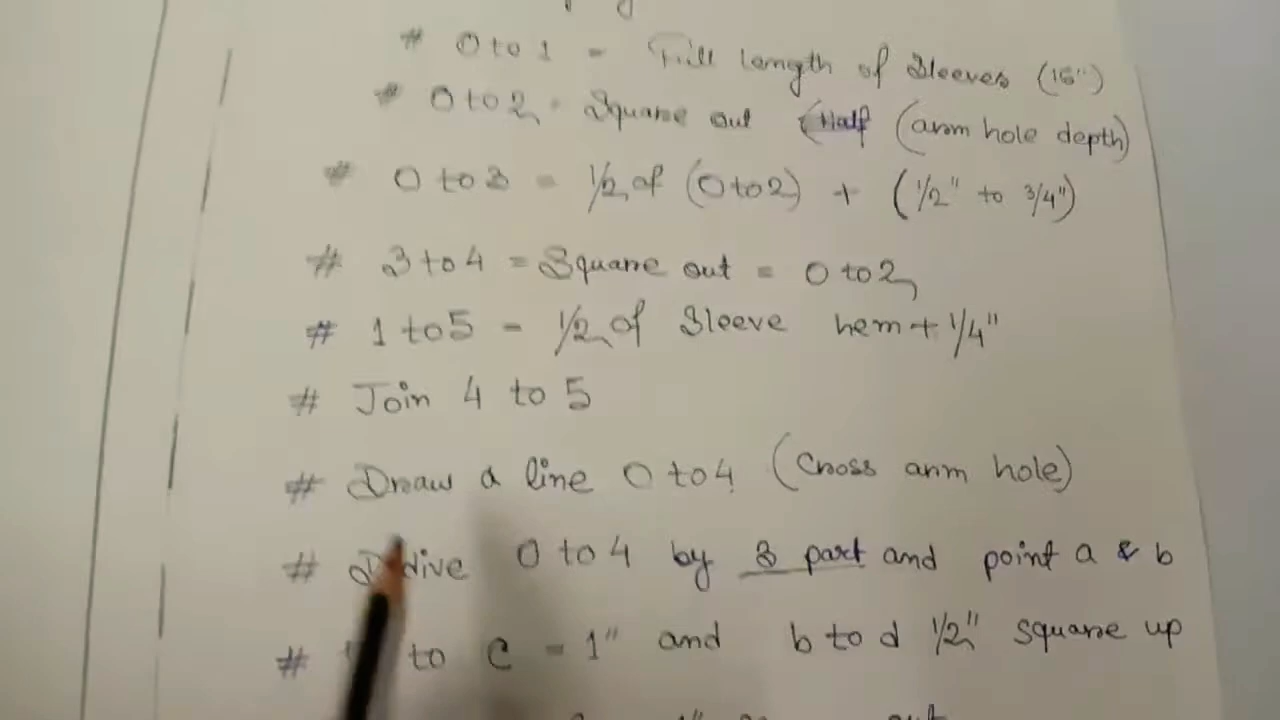 # 0 to 1 = Full length of Sleeves (16")
# 0 to 2 = Square out (Half (arm hole depth)
# 0 to 3 = 1/2 of (0 to 2) + (1/2" to 3/4")
# 3 to 4 = Square out = 0 to 2
# 1 to 5 = 1/2 of Sleeve hem + 1/4"
# Join 4 to 5
# Draw a line 0 to 4 (Cross arm hole)
# 0 to 4 by 3 part and point a & b
# to c = 1" and b to d 1/2" square up